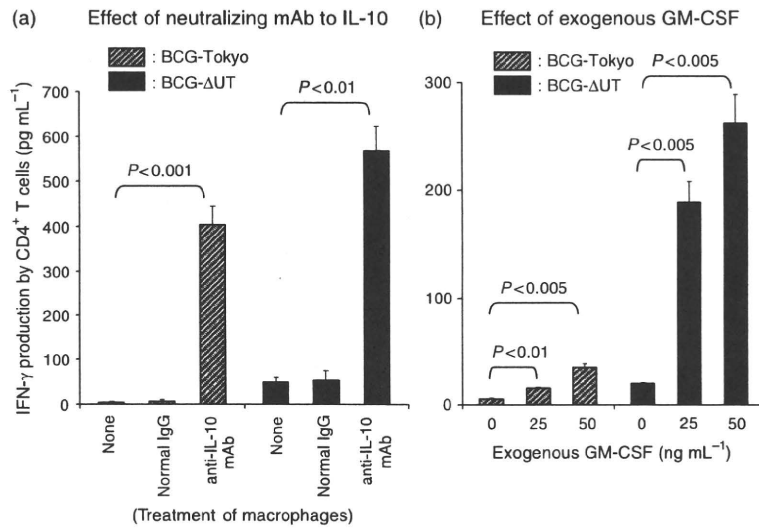 (a) Effect of neutralizing mAb to IL-10
: BCG-Tokyo
: BCG-ΔUT
IFN-γ production by CD4⁺ T cells (pg mL⁻¹)
700
600
500
400
300
200
100
0
P<0.001
P<0.01
None
Normal IgG
anti-IL-10
mAb
None
Normal IgG
anti-IL-10
mAb
(Treatment of macrophages)
(b) Effect of exogenous GM-CSF
: BCG-Tokyo
: BCG-ΔUT
300
200
100
0
P<0.005
P<0.005
P<0.005
P<0.01
0 25 50 0 25 50
Exogenous GM-CSF (ng mL⁻¹)